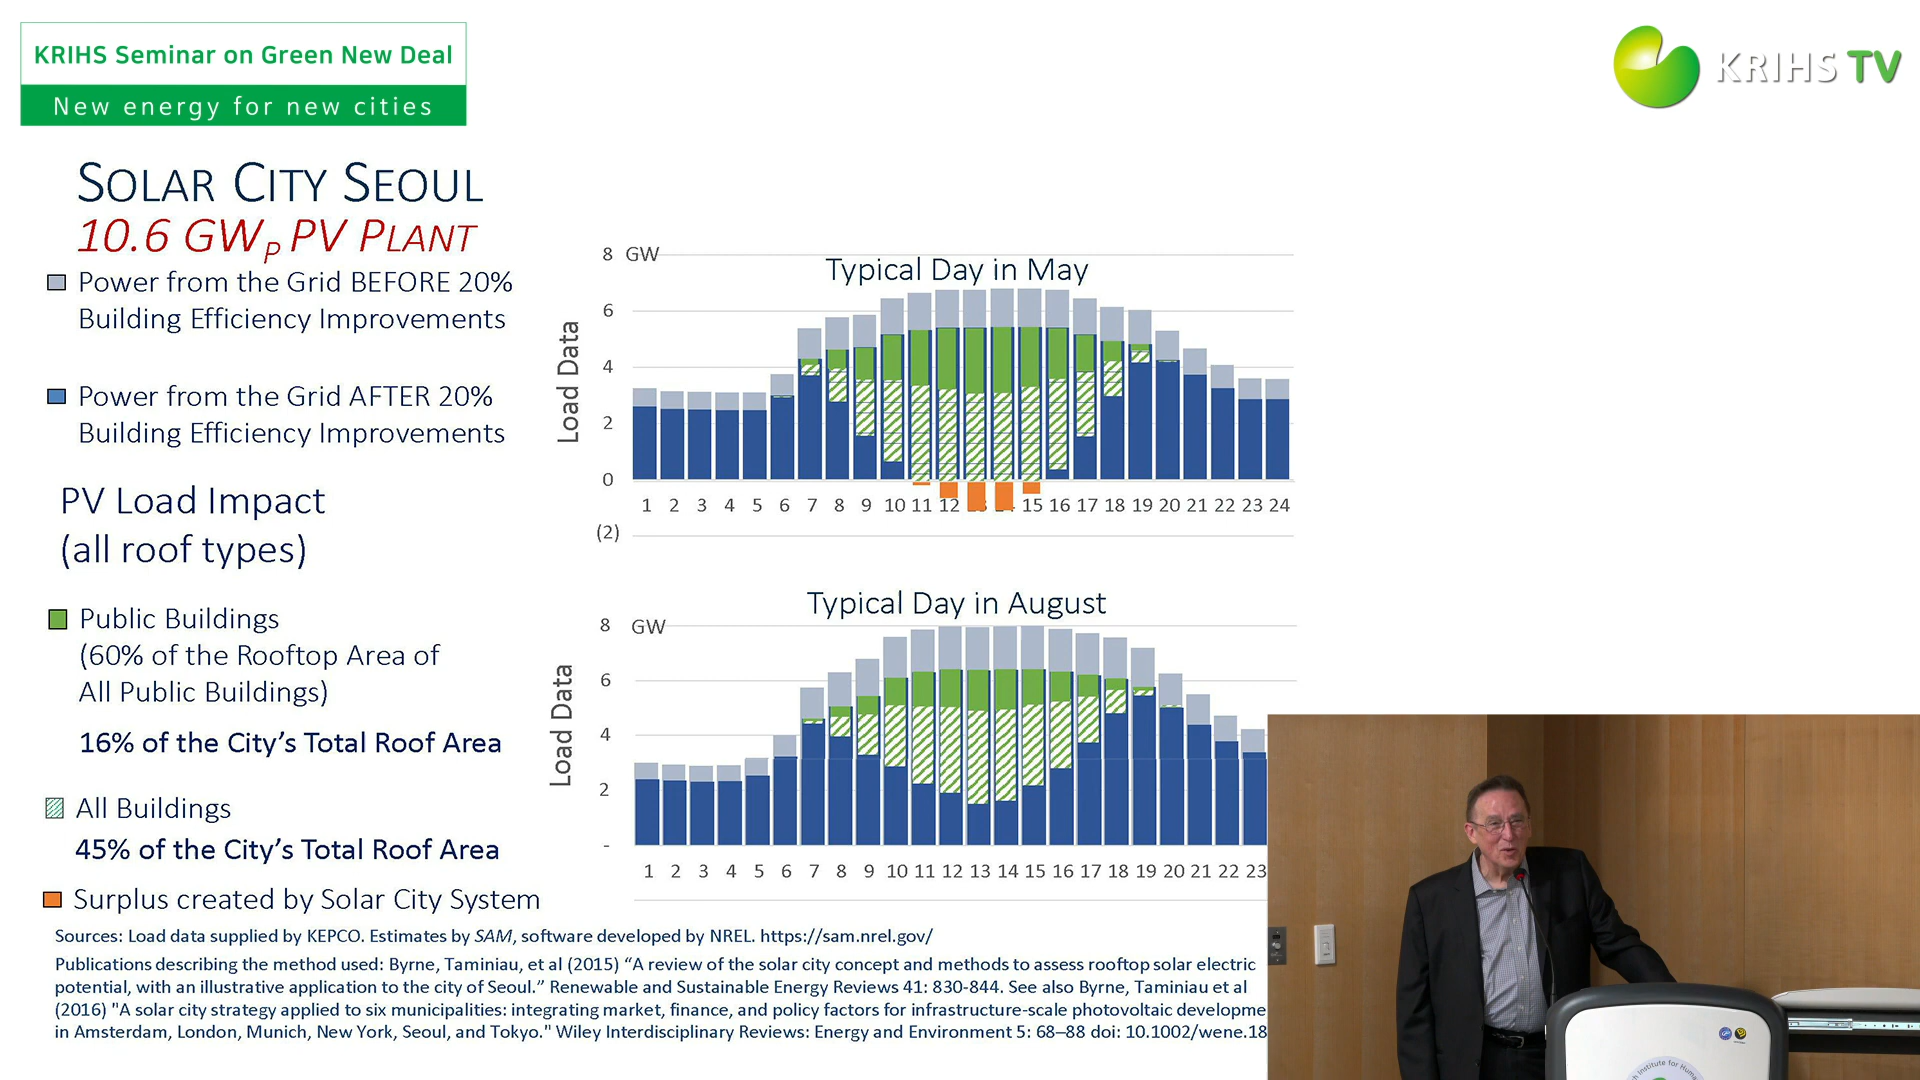 KRIHS Seminar on Green New Deal
New energy for new cities
KRIHS TV
SOLAR CITY SEOUL
10.6 GWP PV PLANT
Power from the Grid BEFORE 20%
Building Efficiency Improvements
Power from the Grid AFTER 20%
Building Efficiency Improvements
PV Load Impact
(all roof types)
Public Buildings
(60% of the Rooftop Area of
All Public Buildings)
16% of the City's Total Roof Area
All Buildings
45% of the City's Total Roof Area
Surplus created by Solar City System
Typical Day in May
Load Data
8 GW
6
4
2
0
(2)
1 2 3 4 5 6 7 8 9 10 11 12 15 16 17 18 19 20 21 22 23 24
Typical Day in August
Load Data
8 GW
6
4
2
-
1 2 3 4 5 6 7 8 9 10 11 12 13 14 15 16 17 18 19 20 21 22 23
Sources: Load data supplied by KEPCO. Estimates by SAM, software developed by NREL. https://sam.nrel.gov/
Publications describing the method used: Byrne, Taminiau, et al (2015) “A review of the solar city concept and methods to assess rooftop solar electric
potential, with an illustrative application to the city of Seoul.” Renewable and Sustainable Energy Reviews 41: 830-844. See also Byrne, Taminiau et al
(2016) "A solar city strategy applied to six municipalities: integrating market, finance, and policy factors for infrastructure-scale photovoltaic developme
in Amsterdam, London, Munich, New York, Seoul, and Tokyo." Wiley Interdisciplinary Reviews: Energy and Environment 5: 68–88 doi: 10.1002/wene.18
Institute for Huma